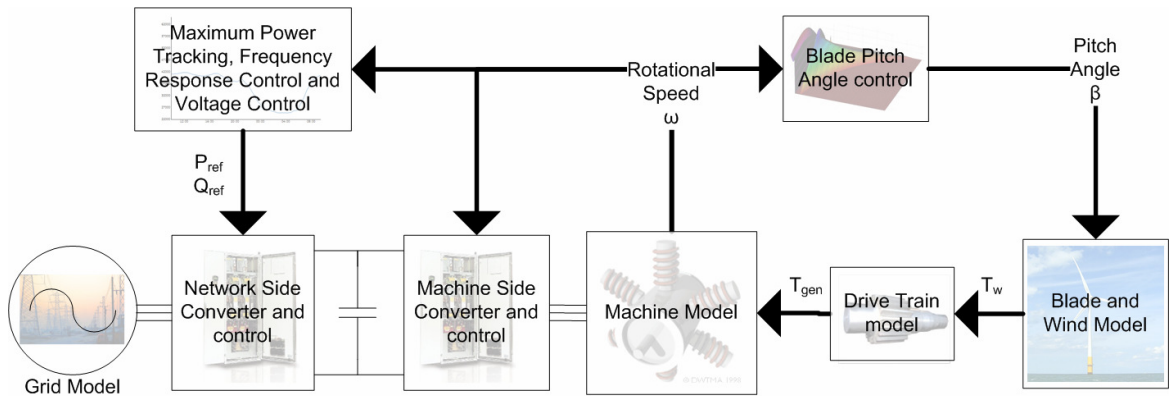 Maximum Power
Tracking, Frequency
Response Control and
Voltage Control
Rotational
Speed
ω
Blade Pitch
Angle control
Pitch
Angle
β
Pref
Qref
Network Side
Converter and
control
Machine Side
Converter and
control
Machine Model
© DWTMA 1998
Tgen
Drive Train
model
Tw
Blade and
Wind Model
Grid Model